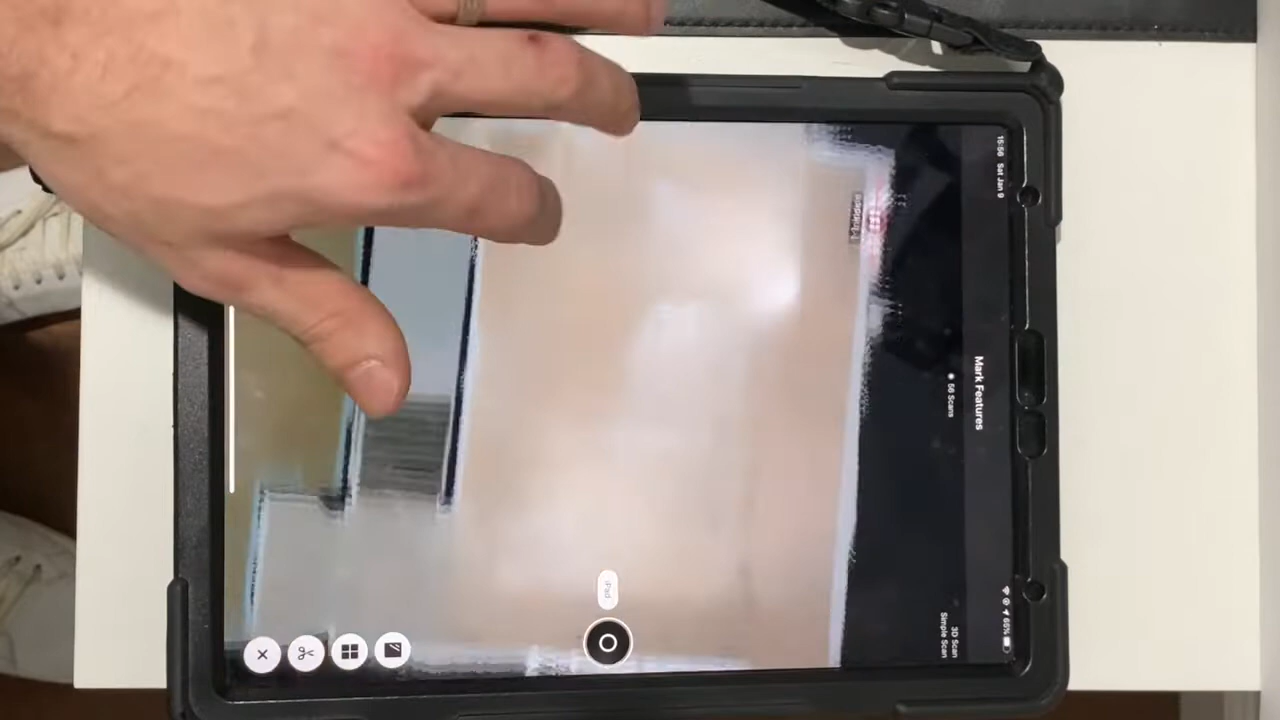 15:56 Sat Jan 9
65%
Mark Features
56 Scans
3D Scan
Simple Scan
iPad